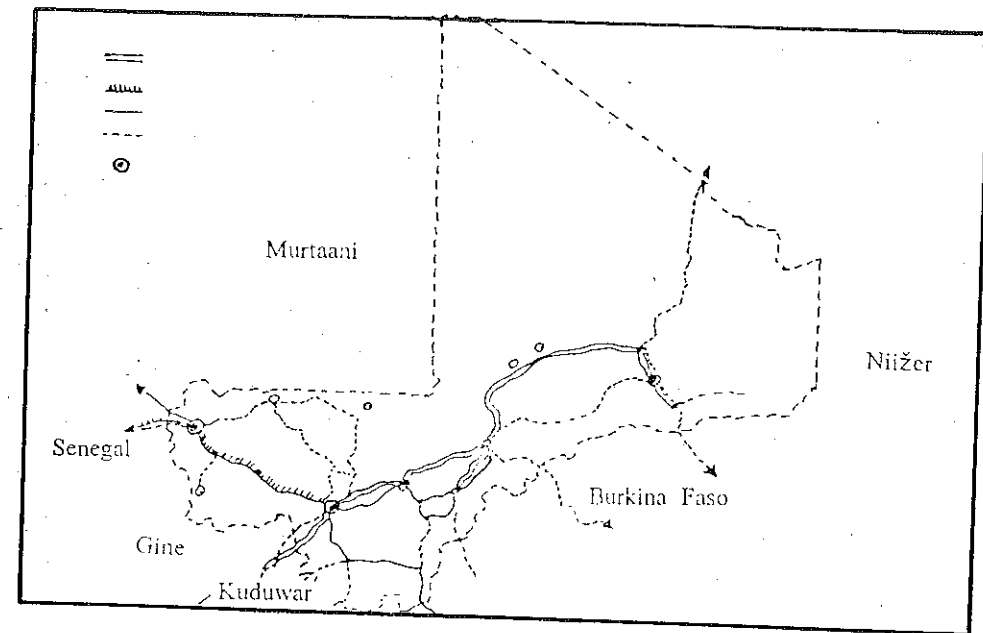 Murtaani
Niižer
Senegal
Burkina Faso
Gine
Kuduwar